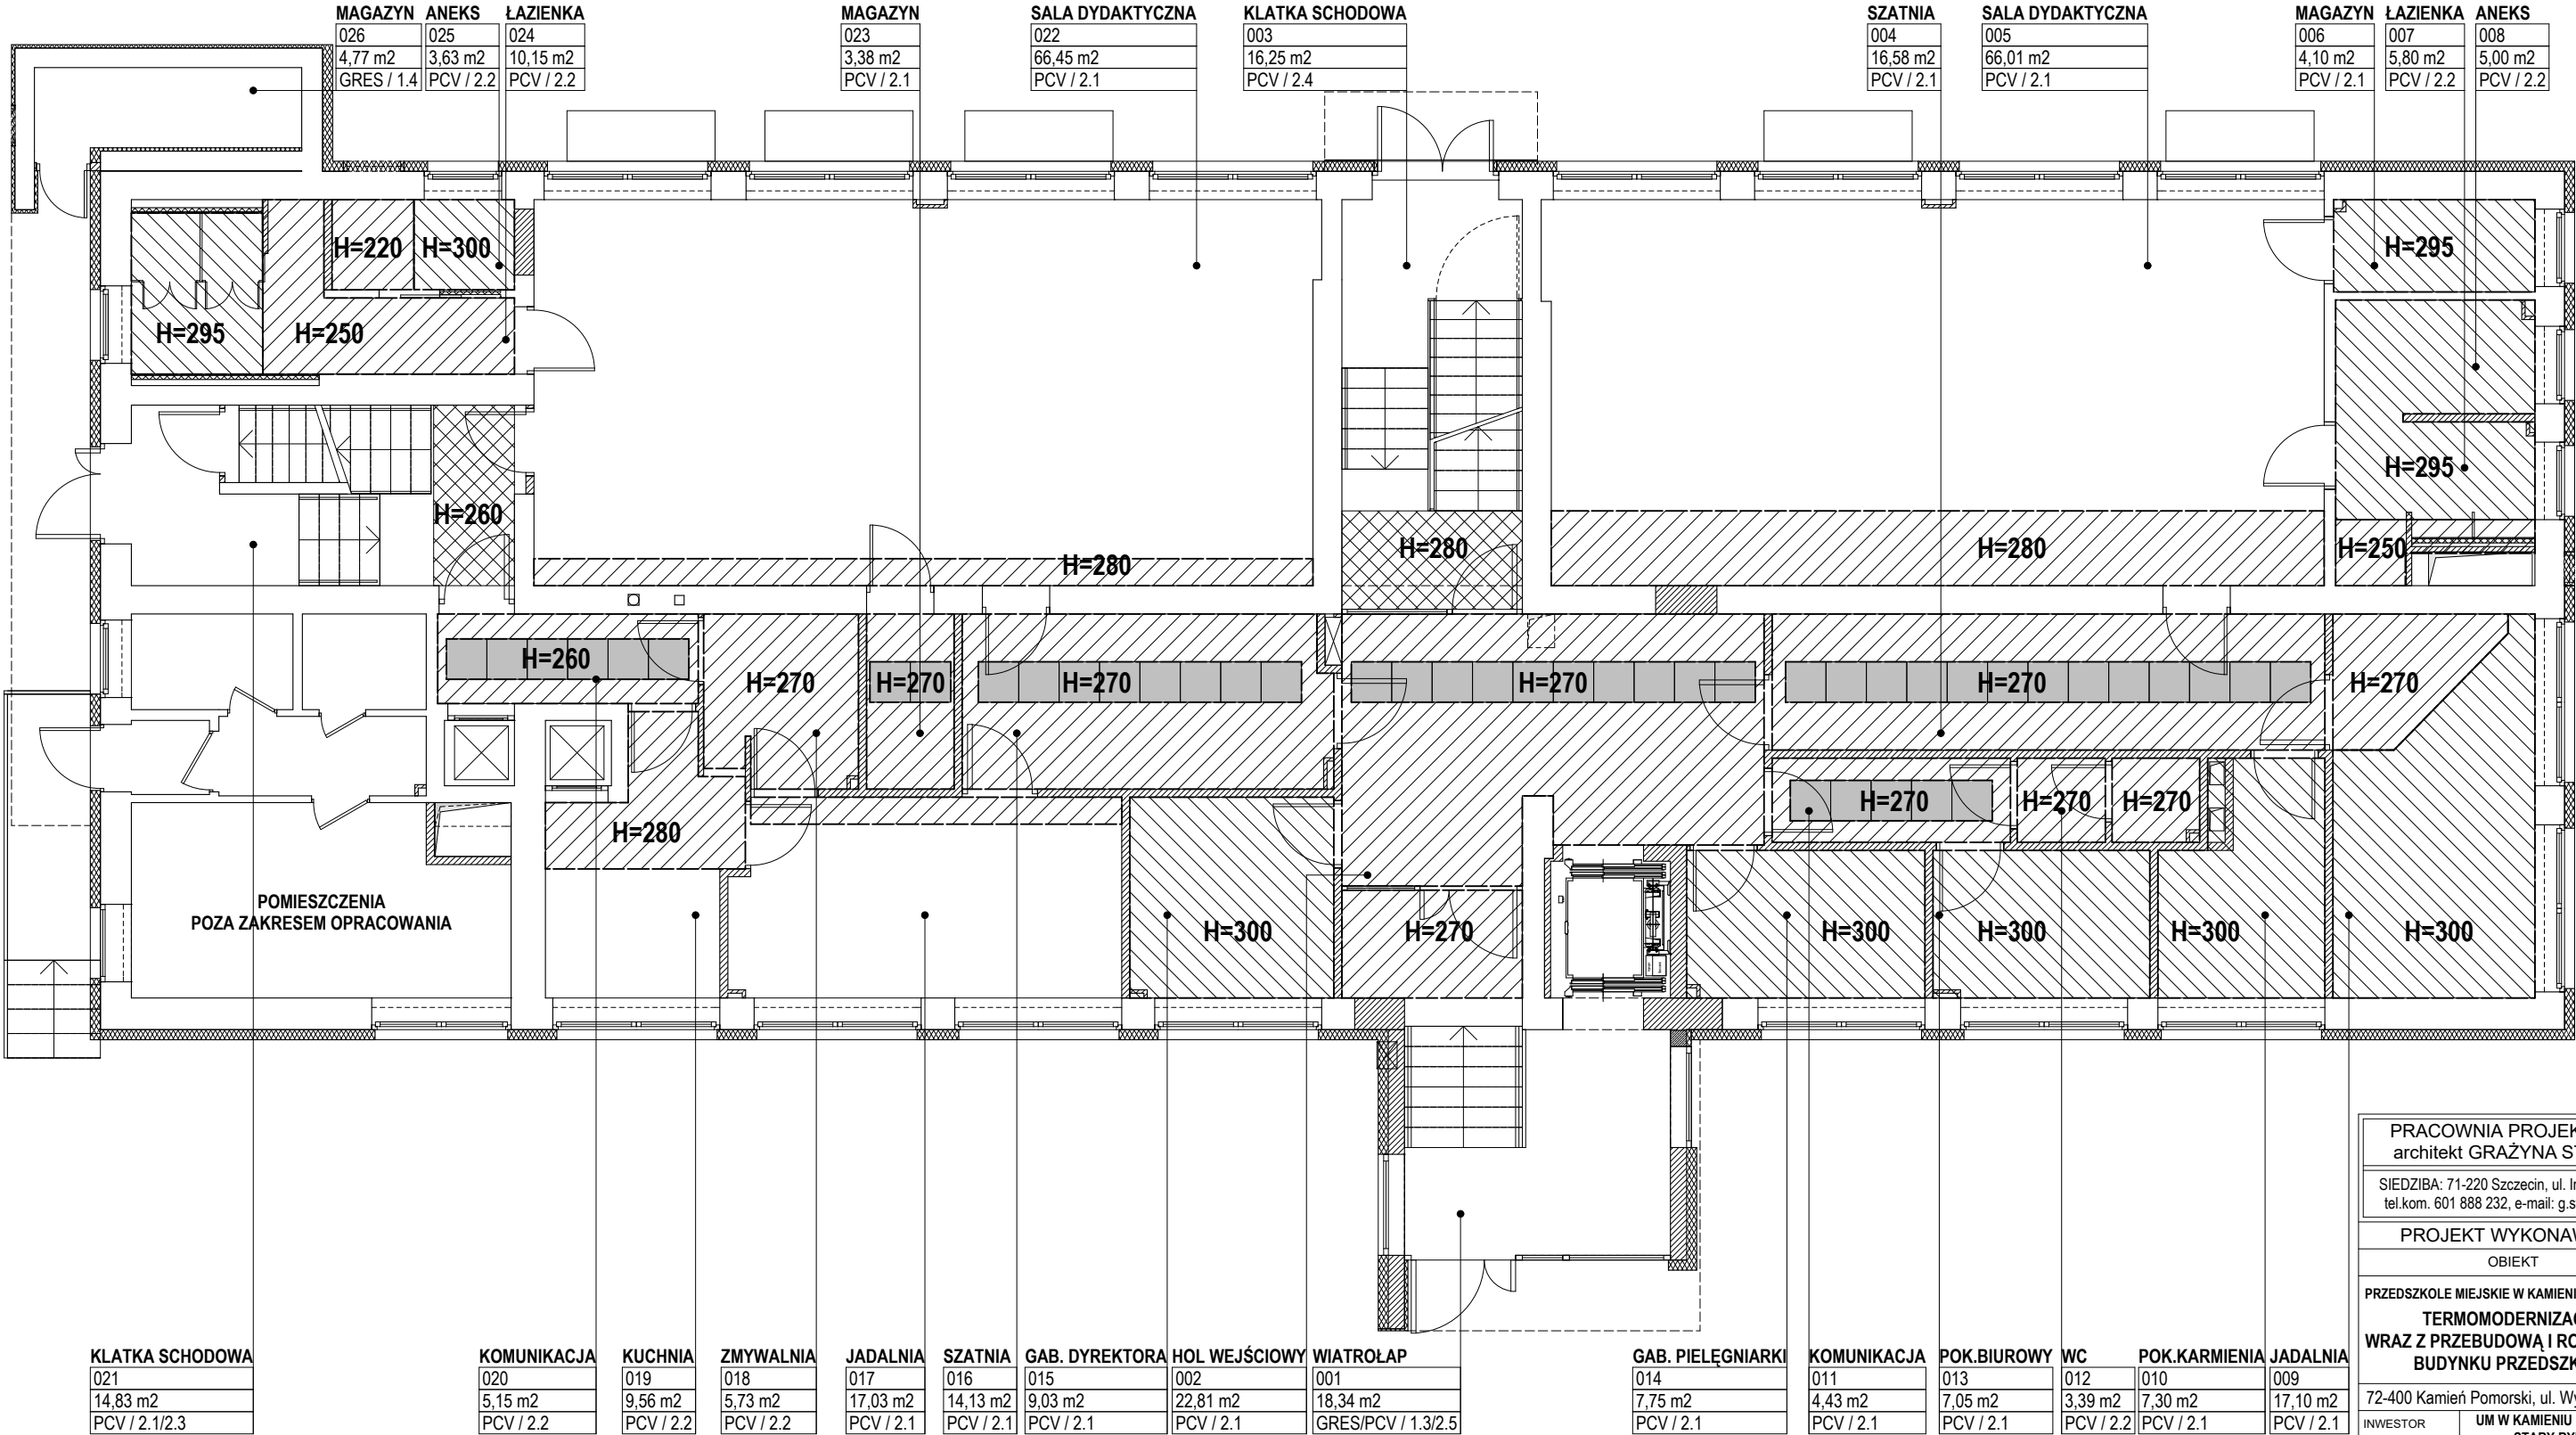 MAGAZYN
026
4,77 m2
GRES / 1.4
ANEKS
025
3,63 m2
PCV / 2.2
ŁAZIENKA
024
10,15 m2
PCV / 2.2
MAGAZYN
023
3,38 m2
PCV / 2.1
SALA DYDAKTYCZNA
022
66,45 m2
PCV / 2.1
KLATKA SCHODOWA
003
16,25 m2
PCV / 2.4
SZATNIA
004
16,58 m2
PCV / 2.1
SALA DYDAKTYCZNA
005
66,01 m2
PCV / 2.1
MAGAZYN
006
4,10 m2
PCV / 2.1
ŁAZIENKA
007
5,80 m2
PCV / 2.2
ANEKS
008
5,00 m2
PCV / 2.2
H=220
H=300
H=295
H=295
H=250
H=295
H=260
H=280
H=280
H=280
H=250
H=260
H=270
H=270
H=270
H=270
H=270
H=270
H=280
H=270
H=270
H=270
POMIESZCZENIA
POZA ZAKRESEM OPRACOWANIA
H=300
H=270
H=300
H=300
H=300
H=300
KLATKA SCHODOWA
021
14,83 m2
PCV / 2.1/2.3
KOMUNIKACJA
020
5,15 m2
PCV / 2.2
KUCHNIA
019
9,56 m2
PCV / 2.2
ZMYWALNIA
018
5,73 m2
PCV / 2.2
JADALNIA
017
17,03 m2
PCV / 2.1
SZATNIA
016
14,13 m2
PCV / 2.1
GAB. DYREKTORA
015
9,03 m2
PCV / 2.1
HOL WEJŚCIOWY
002
22,81 m2
PCV / 2.1
WIATROŁAP
001
18,34 m2
GRES/PCV / 1.3/2.5
GAB. PIELĘGNIARKI
014
7,75 m2
PCV / 2.1
KOMUNIKACJA
011
4,43 m2
PCV / 2.1
POK.BIUROWY
013
7,05 m2
PCV / 2.1
WC
012
3,39 m2
PCV / 2.2
POK.KARMIENIA
010
7,30 m2
PCV / 2.1
JADALNIA
009
17,10 m2
PCV / 2.1
PRACOWNIA PROJEK
architekt GRAŻYNA ST
SIEDZIBA: 71-220 Szczecin, ul. I
tel.kom. 601 888 232, e-mail: g.s
PROJEKT WYKONAW
OBIEKT
PRZEDSZKOLE MIEJSKIE W KAMIENI
TERMOMODERNIZAC
WRAZ Z PRZEBUDOWĄ I RO
BUDYNKU PRZEDSZK
72-400 Kamień Pomorski, ul. Wy
INWESTOR
UM W KAMIENIU